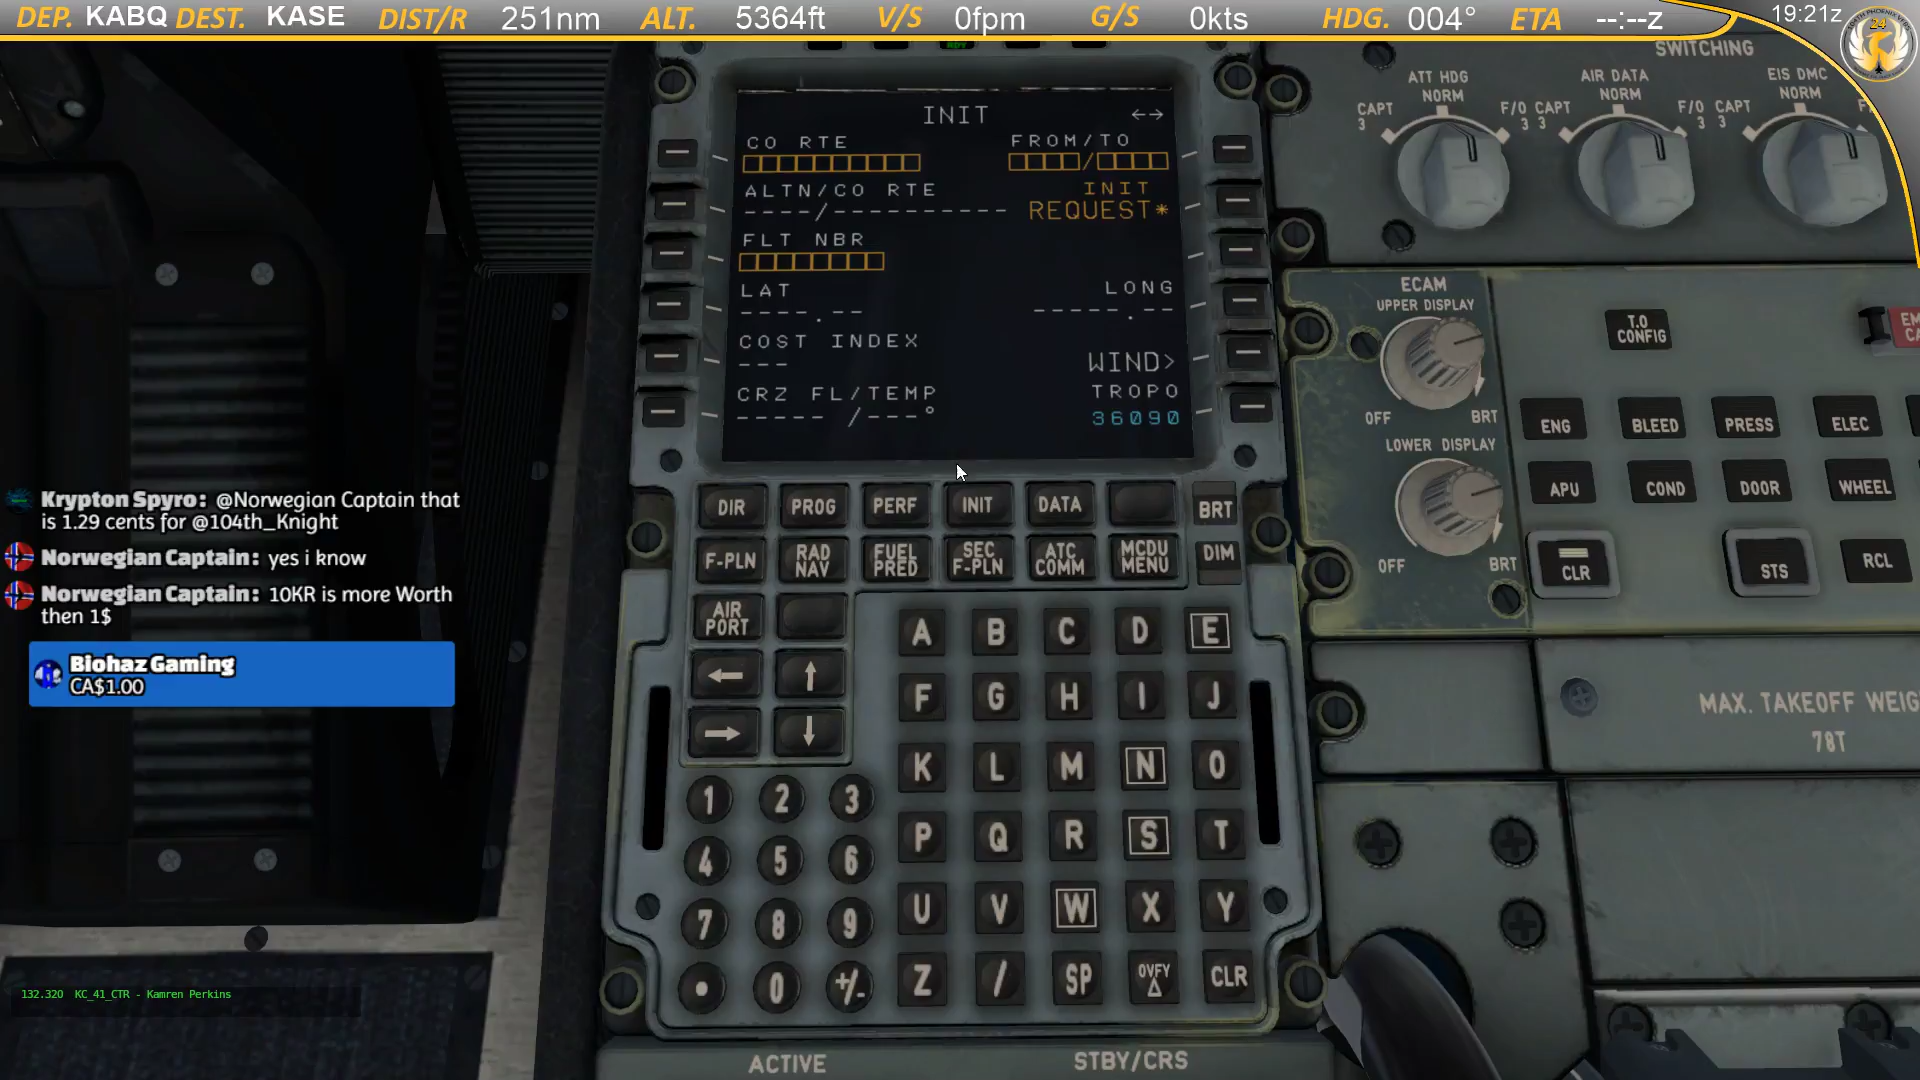 DEP. KABQ DEST. KASE DIST/R 251nm ALT. 5364ft V/S 0fpm G/S 0kts HDG. 004° ETA --:--z 19:21z
24
RDY
SWITCHING
ATT HDG
NORM
CAPT
3
F/O
3
AIR DATA
NORM
CAPT
3
F/O
3
EIS DMC
NORM
CAPT
3
INIT ←→
CO RTE FROM/TO
/
ALTN/CO RTE INIT
----/---------- REQUEST*
FLT NBR
LAT LONG
----.-- -----.--
COST INDEX
--- WIND>
CRZ FL/TEMP TROPO
----- /---° 36090
ECAM
UPPER DISPLAY
OFF BRT
LOWER DISPLAY
OFF BRT
T.O
CONFIG
ENG BLEED PRESS ELEC
APU COND DOOR WHEEL
CLR STS RCL
DIR PROG PERF INIT DATA BRT
F-PLN RAD
NAV FUEL
PRED SEC
F-PLN ATC
COMM MCDU
MENU DIM
AIR
PORT
← ↑
→ ↓
A B C D E
F G H I J
K L M N O
P Q R S T
U V W X Y
Z / SP OVFY
Δ CLR
1 2 3
4 5 6
7 8 9
. 0 +/-
MAX. TAKEOFF WEIG
78T
ACTIVE STBY/CRS
Krypton Spyro: @Norwegian Captain that
is 1.29 cents for @104th_Knight
Norwegian Captain: yes i know
Norwegian Captain: 10KR is more Worth
then 1$
Biohaz Gaming
CA$1.00
132.320 KC_41_CTR - Kamren Perkins